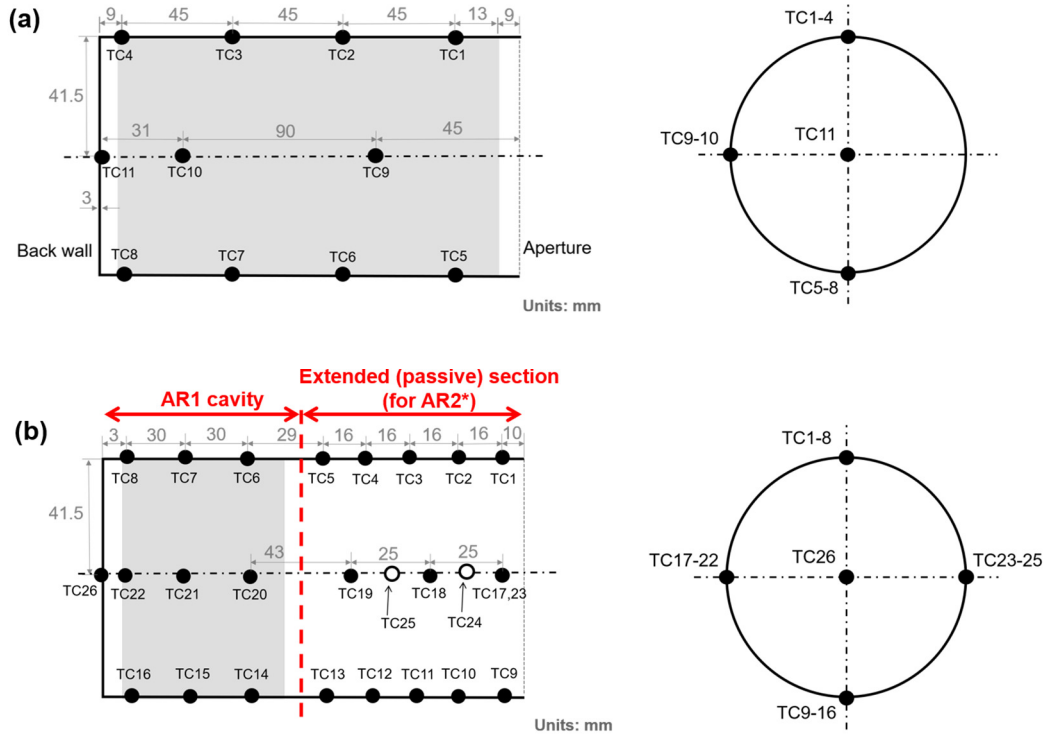 (a)
9 45 45 45 13 9
TC4 TC3 TC2 TC1
41.5
31 90 45
TC11 TC10 TC9
3
Back wall
Aperture
TC8 TC7 TC6 TC5
Units: mm
TC1-4
TC9-10
TC11
TC5-8
(b)
AR1 cavity
Extended (passive) section
(for AR2*)
3 30 30 29 16 16 16 16 10
TC8 TC7 TC6 TC5 TC4 TC3 TC2 TC1
41.5
43 25 25
TC26 TC22 TC21 TC20 TC19 TC18 TC17,23
TC25 TC24
TC16 TC15 TC14 TC13 TC12 TC11 TC10 TC9
Units: mm
TC1-8
TC17-22
TC26
TC23-25
TC9-16